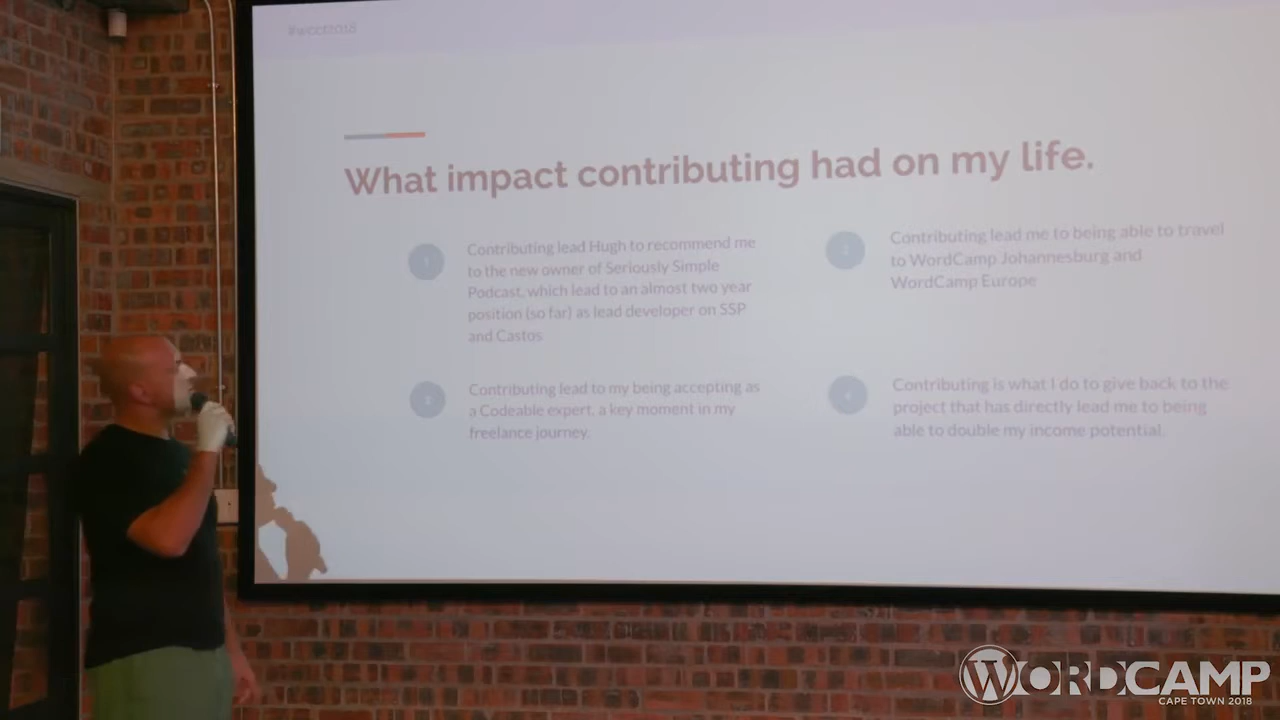 #wcct2018
What impact contributing had on my life.
1
Contributing lead Hugh to recommend me
to the new owner of Seriously Simple
Podcast, which lead to an almost two year
position (so far) as lead developer on SSP
and Castos
Contributing lead me to being able to travel
to WordCamp Johannesburg and
WordCamp Europe
Contributing lead to my being accepting as
a Codeable expert, a key moment in my
freelance journey.
4
Contributing is what I do to give back to the
project that has directly lead me to being
able to double my income potential.
WORDCAMP
CAPE TOWN 2018